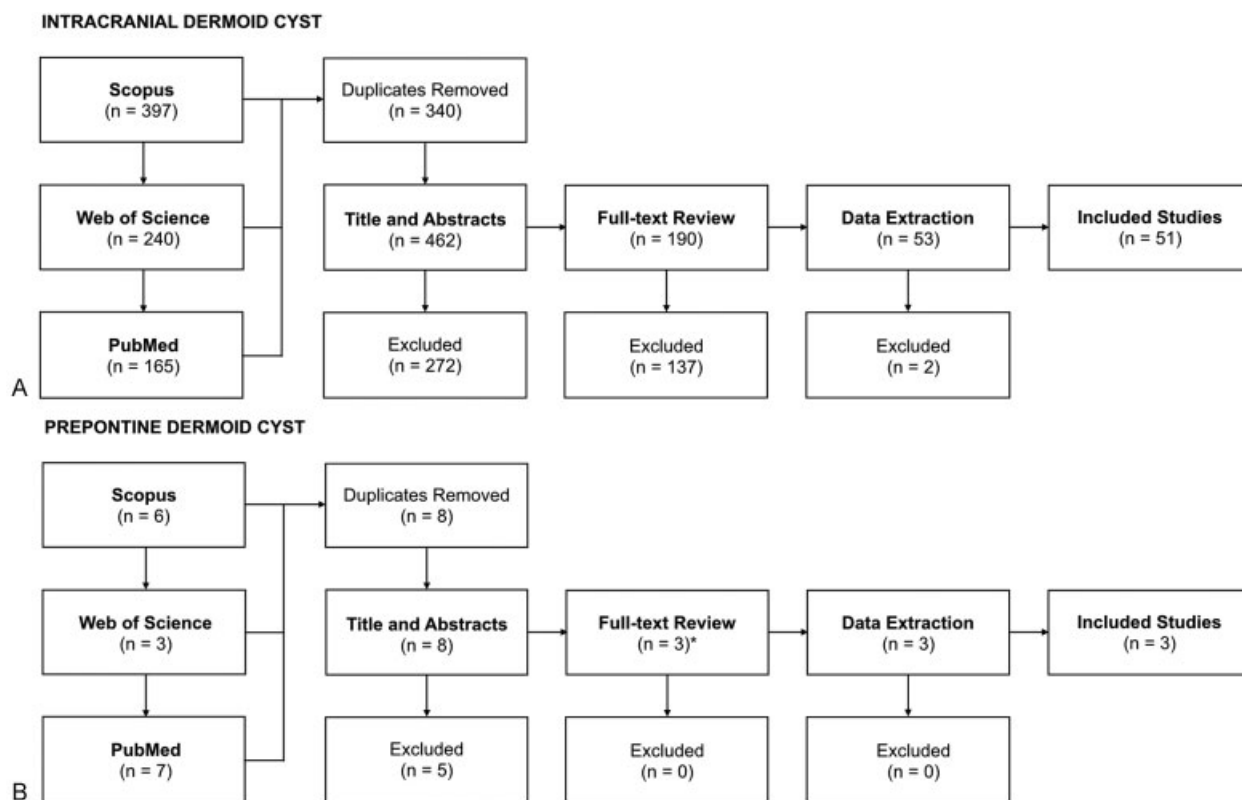 INTRACRANIAL DERMOID CYST
Scopus
(n = 397)
Duplicates Removed
(n = 340)
Web of Science
(n = 240)
Title and Abstracts
(n = 462)
Full-text Review
(n = 190)
Data Extraction
(n = 53)
Included Studies
(n = 51)
PubMed
(n = 165)
Excluded
(n = 272)
Excluded
(n = 137)
Excluded
(n = 2)
A
PREPONTINE DERMOID CYST
Scopus
(n = 6)
Duplicates Removed
(n = 8)
Web of Science
(n = 3)
Title and Abstracts
(n = 8)
Full-text Review
(n = 3)*
Data Extraction
(n = 3)
Included Studies
(n = 3)
PubMed
(n = 7)
Excluded
(n = 5)
Excluded
(n = 0)
Excluded
(n = 0)
B